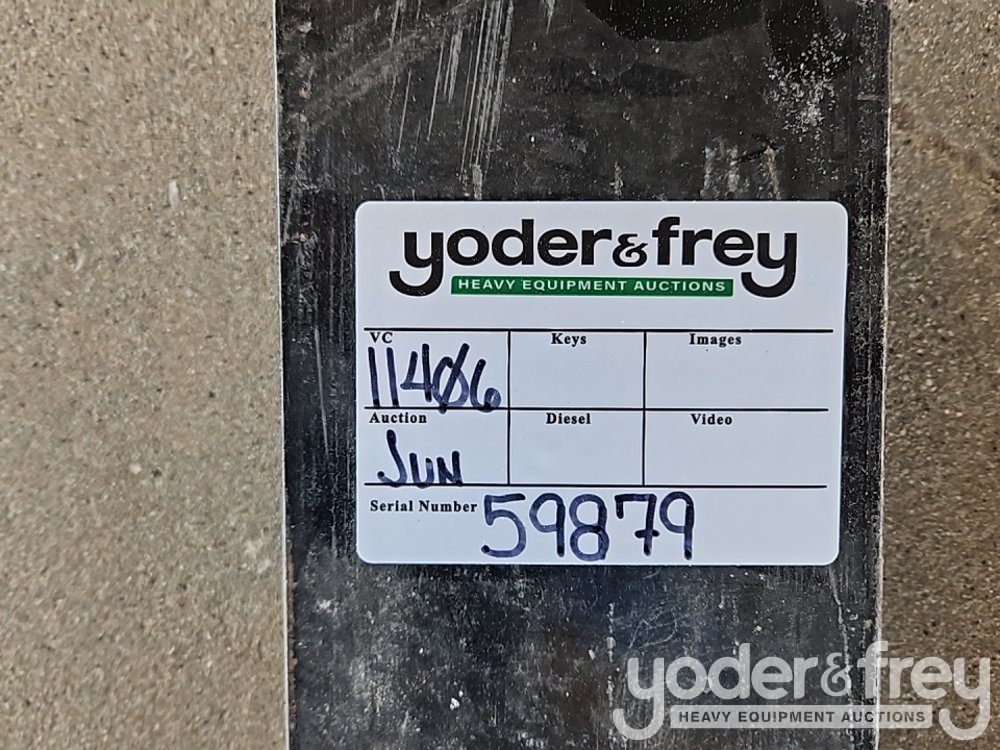 yoder&frey
HEAVY EQUIPMENT AUCTIONS
VC Keys Images
11406
Auction Diesel Video
Jun
Serial Number 59879
yoder&frey
HEAVY EQUIPMENT AUCTIONS